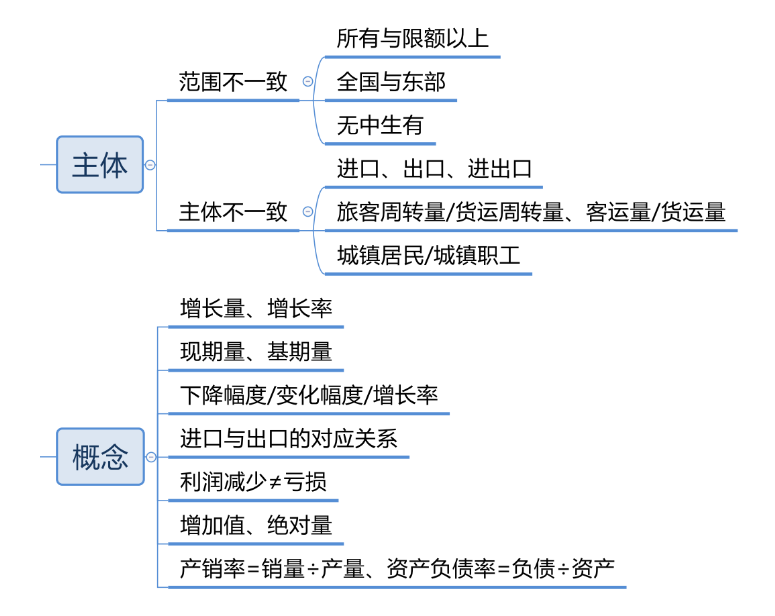 主体
范围不一致
所有与限额以上
全国与东部
无中生有
主体不一致
进口、出口、进出口
旅客周转量/货运周转量、客运量/货运量
城镇居民/城镇职工
概念
增长量、增长率
现期量、基期量
下降幅度/变化幅度/增长率
进口与出口的对应关系
利润减少≠亏损
增加值、绝对量
产销率=销量÷产量、资产负债率=负债÷资产